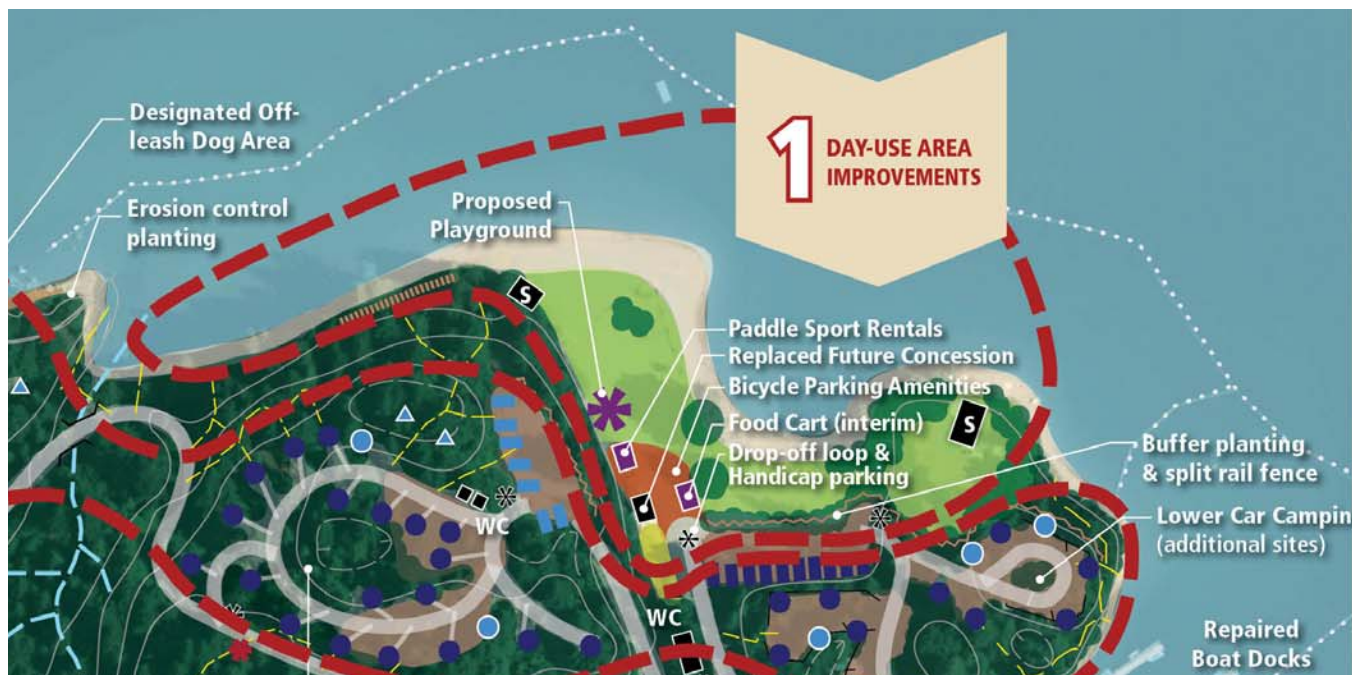 Designated Off-
leash Dog Area
1
DAY-USE AREA
IMPROVEMENTS
Erosion control
planting
Proposed
Playground
S
Paddle Sport Rentals
Replaced Future Concession
Bicycle Parking Amenities
Food Cart (interim)
Drop-off loop &
Handicap parking
S
Buffer planting
& split rail fence
Lower Car Campin
(additional sites)
WC
WC
Repaired
Boat Docks